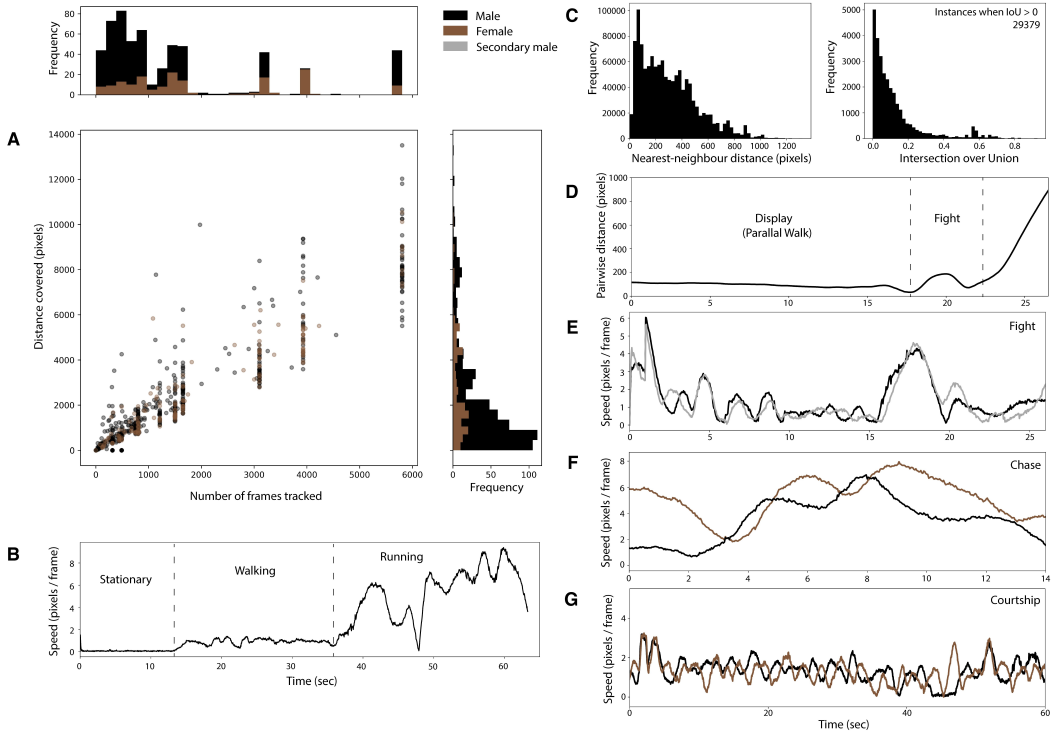 Male
Female
Secondary male
Frequency
80
60
40
20
0
A
Distance covered (pixels)
14000
12000
10000
8000
6000
4000
2000
0
0 1000 2000 3000 4000 5000 6000
Number of frames tracked
0 50 100
Frequency
B
Speed (pixels / frame)
8
6
4
2
0
Stationary
Walking
Running
0 10 20 30 40 50 60
Time (sec)
C
Frequency
100000
80000
60000
40000
20000
0
0 200 400 600 800 1000 1200
Nearest-neighbour distance (pixels)
Instances when IoU > 0
29379
Frequency
5000
4000
3000
2000
1000
0
0.0 0.2 0.4 0.6 0.8
Intersection over Union
D
Pairwise distance (pixels)
1000
800
600
400
200
0
Display
(Parallal Walk)
Fight
0 5 10 15 20 25
E
Speed (pixels / frame)
6
5
4
3
2
1
0
Fight
0 5 10 15 20 25
F
Speed (pixels / frame)
8
6
4
2
0
Chase
0 2 4 6 8 10 12 14
G
Speed (pixels / frame)
4
2
0
Courtship
0 20 40 60
Time (sec)